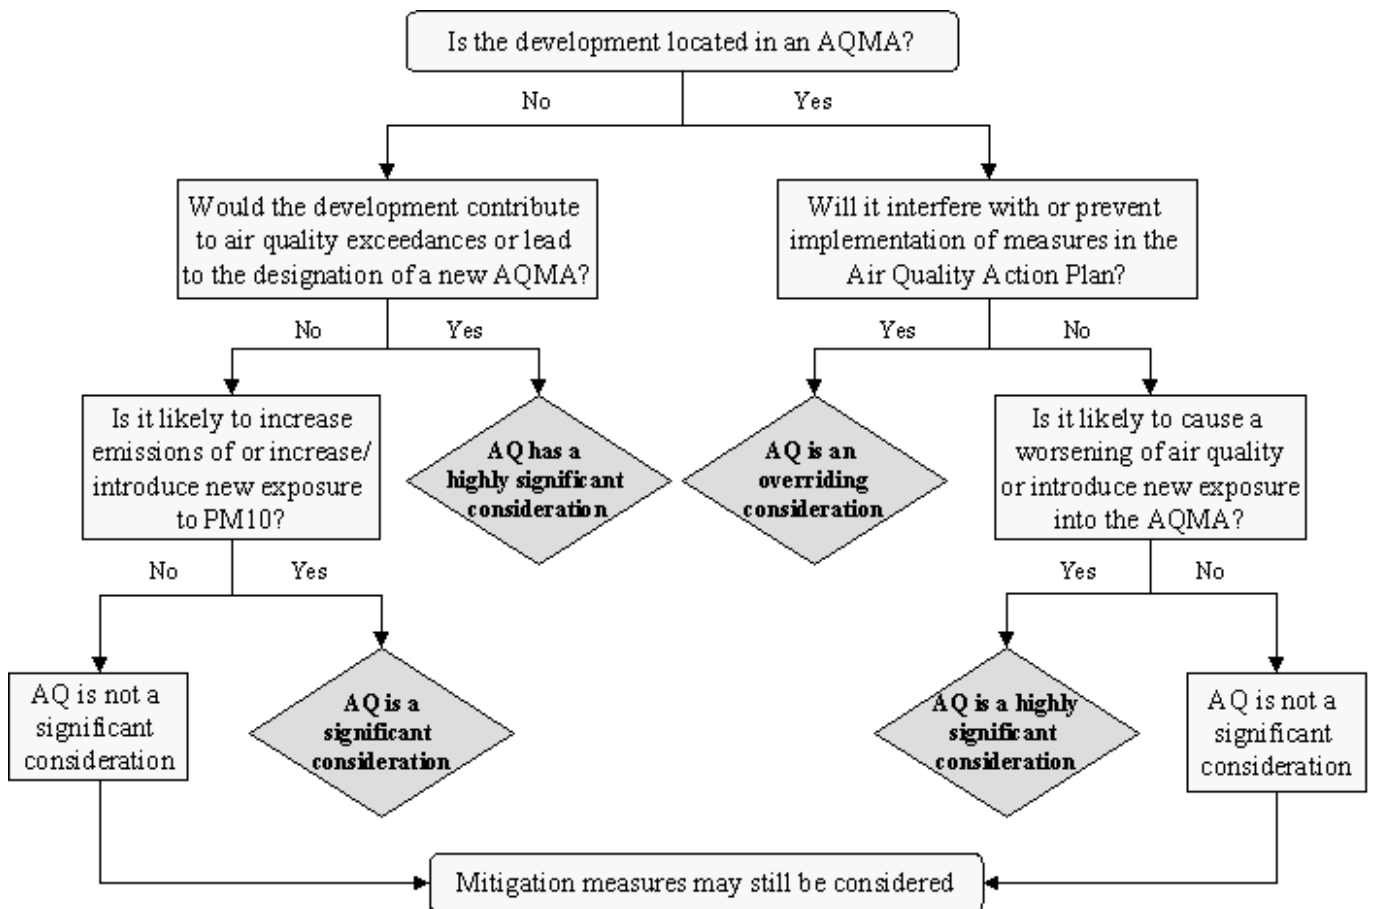 Is the development located in an AQMA?
No
Yes
Would the development contribute
to air quality exceedances or lead
to the designation of a new AQMA?
Will it interfere with or prevent
implementation of measures in the
Air Quality Action Plan?
No
Yes
Yes
No
Is it likely to increase
emissions of or increase/
introduce new exposure
to PM10?
AQ has a
highly significant
consideration
AQ is an
overriding
consideration
Is it likely to cause a
worsening of air quality
or introduce new exposure
into the AQMA?
No
Yes
Yes
No
AQ is not a
significant
consideration
AQ is a
significant
consideration
AQ is a highly
significant
consideration
AQ is not a
significant
consideration
Mitigation measures may still be considered